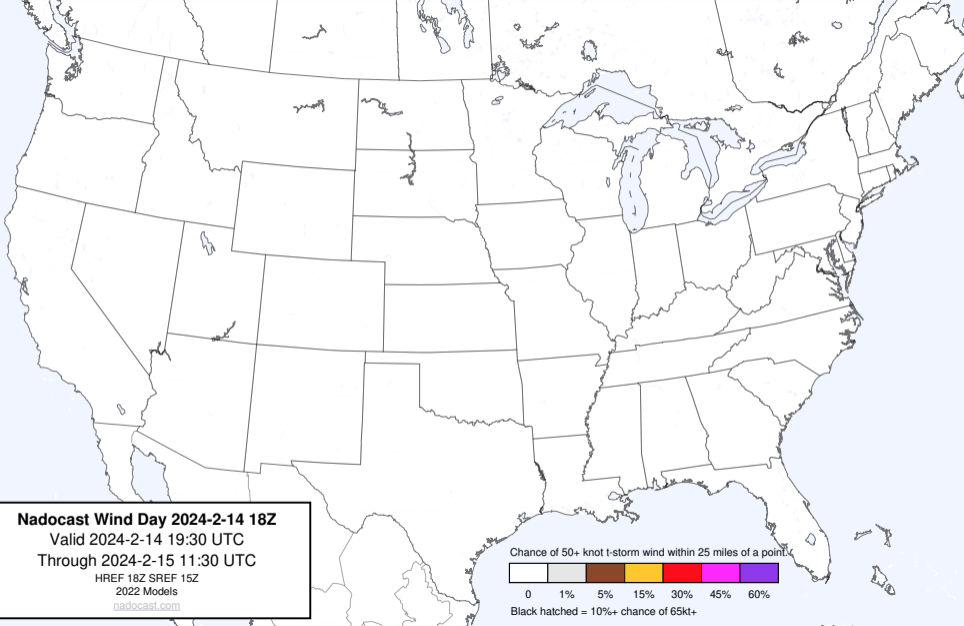 Nadocast Wind Day 2024-2-14 18Z
Valid 2024-2-14 19:30 UTC
Through 2024-2-15 11:30 UTC
HREF 18Z SREF 15Z
2022 Models
nadocast.com
Chance of 50+ knot t-storm wind within 25 miles of a point.
0 1% 5% 15% 30% 45% 60%
Black hatched = 10%+ chance of 65kt+